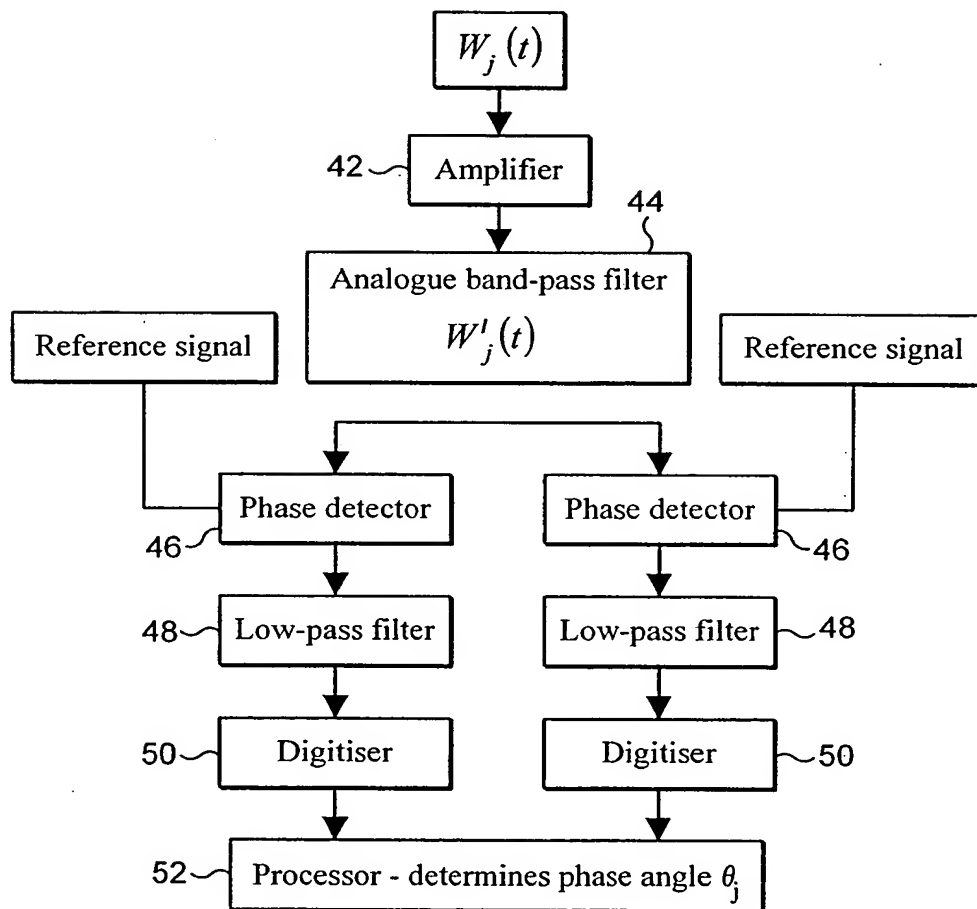 W_j (t)
42
Amplifier
44
Analogue band-pass filter
W'_j(t)
Reference signal
Reference signal
Phase detector
Phase detector
46
46
48
Low-pass filter
Low-pass filter
48
50
Digitiser
Digitiser
50
52
Processor - determines phase angle θ_j